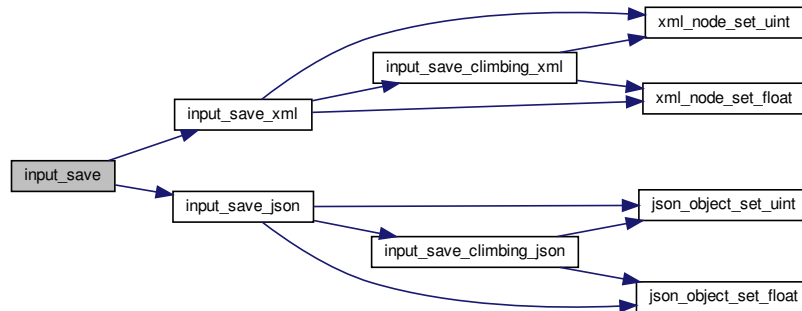 input_save
input_save_xml
input_save_json
input_save_climbing_xml
input_save_climbing_json
xml_node_set_uint
xml_node_set_float
json_object_set_uint
json_object_set_float